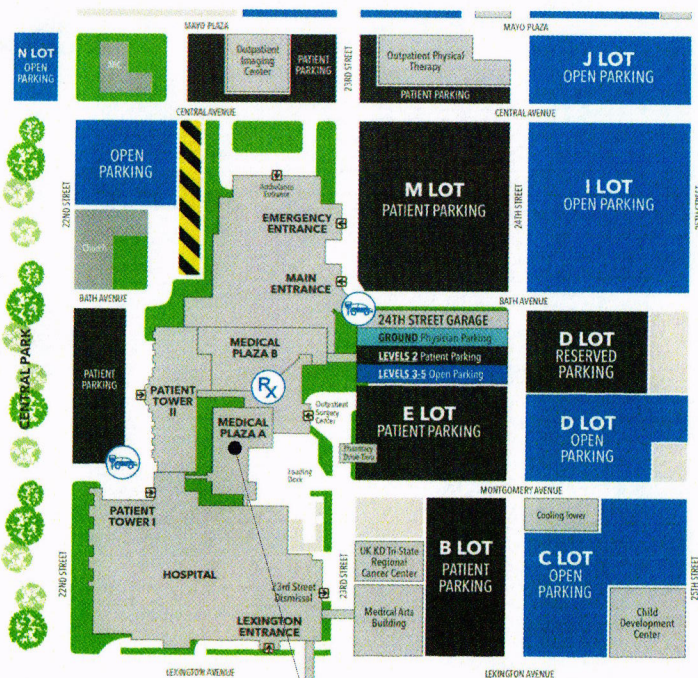 MAYO PLAZA
MAYO PLAZA
N LOT
OPEN
PARKING
Outpatient
Imaging
Center
PATIENT
PARKING
23RD STREET
Outpatient Physical
Therapy
PATIENT PARKING
J LOT
OPEN PARKING
CENTRAL AVENUE
CENTRAL AVENUE
22ND STREET
OPEN
PARKING
Ambulance
Entrance
EMERGENCY
ENTRANCE
M LOT
PATIENT PARKING
24TH STREET
I LOT
OPEN PARKING
Church
MAIN
ENTRANCE
BATH AVENUE
BATH AVENUE
CENTRAL PARK
PATIENT
PARKING
MEDICAL
PLAZA B
24TH STREET GARAGE
GROUND Physician Parking
LEVELS 2 Patient Parking
LEVELS 3-5 Open Parking
D LOT
RESERVED
PARKING
PATIENT
TOWER
II
Rx
MEDICAL
PLAZA A
Outpatient
Surgery
Center
E LOT
PATIENT PARKING
D LOT
OPEN
PARKING
Pharmacy
Drive-Thru
Loading
Dock
MONTGOMERY AVENUE
PATIENT
TOWER I
22ND STREET
HOSPITAL
23rd Street
Dismissal
LEXINGTON
ENTRANCE
23RD STREET
UK KD Tri-State
Regional
Cancer Center
Medical Arts
Building
B LOT
PATIENT
PARKING
Cooling tower
C LOT
OPEN
PARKING
Child
Development
Center
25TH STREET
LEXINGTON AVENUE
LEXINGTON AVENUE